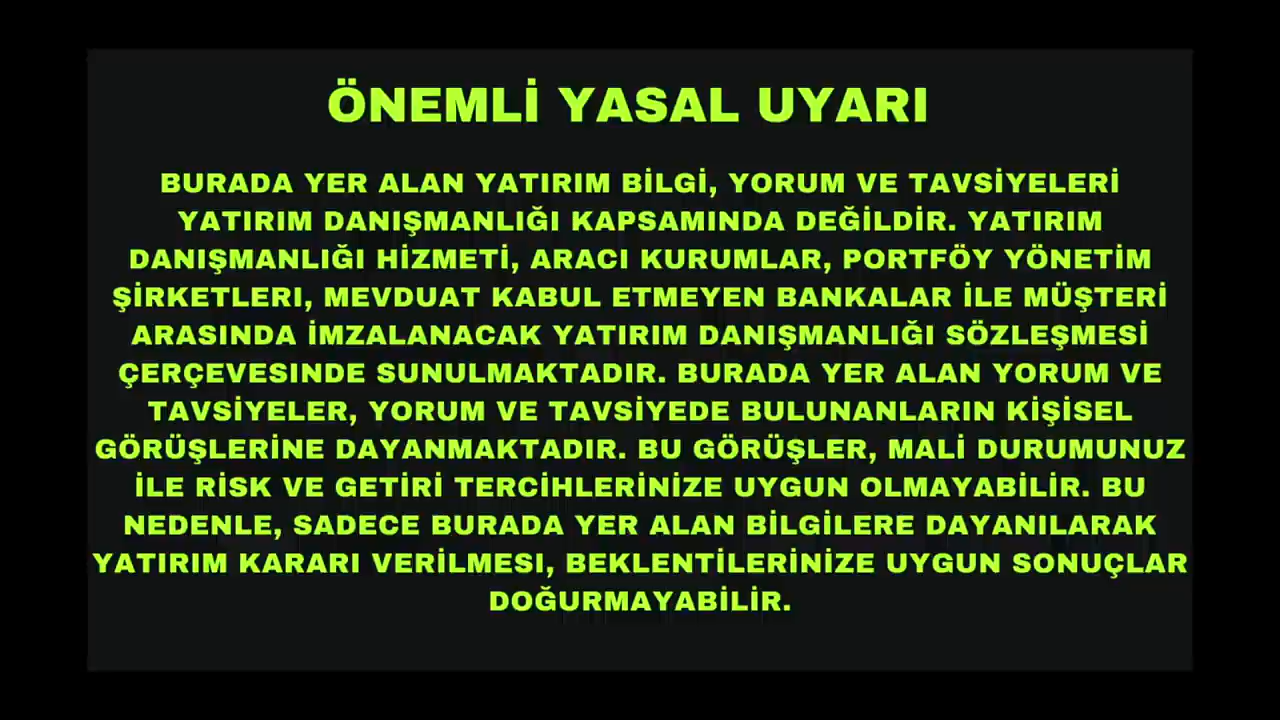 ÖNEMLİ YASAL UYARI
BURADA YER ALAN YATIRIM BİLGİ, YORUM VE TAVSİYELERİ
YATIRIM DANIŞMANLIĞI KAPSAMINDA DEĞİLDİR. YATIRIM
DANIŞMANLIĞI HİZMETİ, ARACI KURUMLAR, PORTFÖY YÖNETİM
ŞİRKETLERI, MEVDUAT KABUL ETMEYEN BANKALAR İLE MÜŞTERİ
ARASINDA İMZALANACAK YATIRIM DANIŞMANLIĞI SÖZLEŞMESİ
ÇERÇEVESINDE SUNULMAKTADIR. BURADA YER ALAN YORUM VE
TAVSİYELER, YORUM VE TAVSİYEDE BULUNANLARIN KİŞİSEL
GÖRÜŞLERİNE DAYANMAKTADIR. BU GÖRÜŞLER, MALİ DURUMUNUZ
İLE RİSK VE GETİRİ TERCİHLERİNİZE UYGUN OLMAYABİLİR. BU
NEDENLE, SADECE BURADA YER ALAN BİLGİLERE DAYANILARAK
YATIRIM KARARI VERİLMESI, BEKLENTİLERİNİZE UYGUN SONUÇLAR
DOĞURMAYABİLİR.